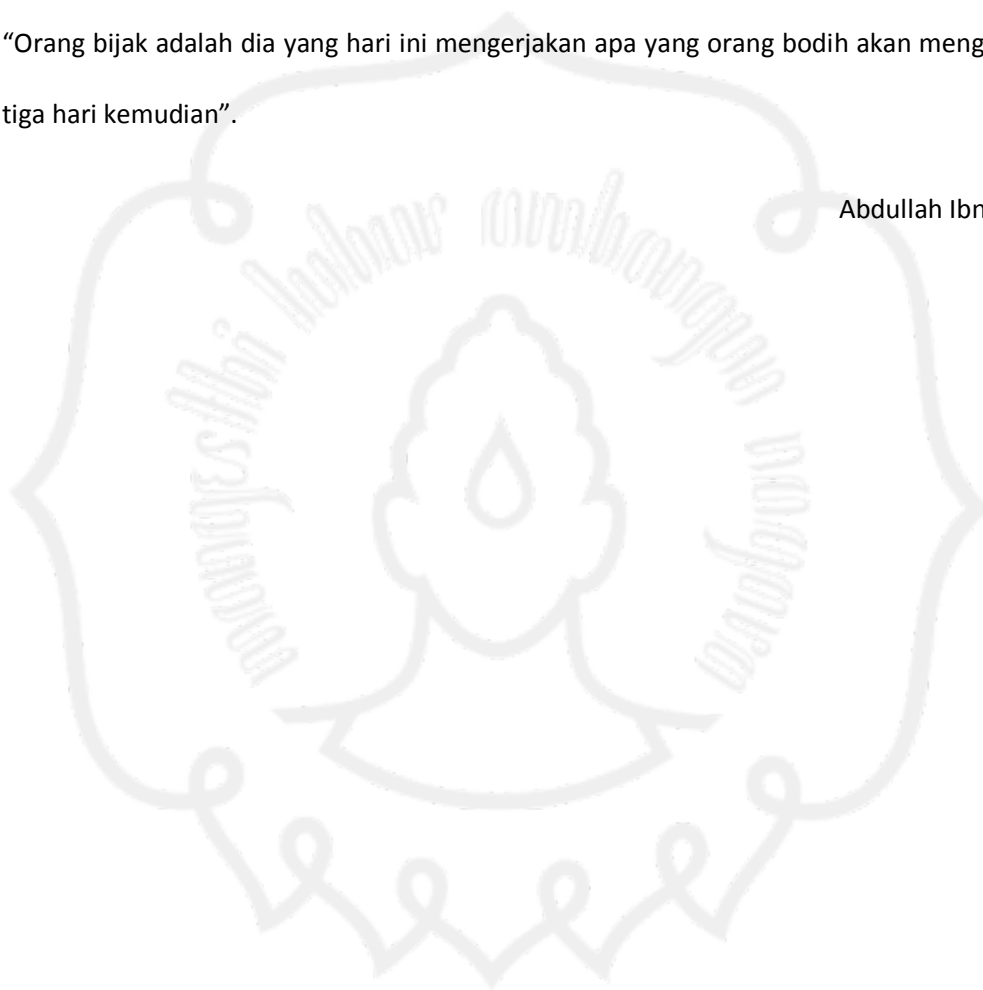 “Orang bijak adalah dia yang hari ini mengerjakan apa yang orang bodih akan meng
tiga hari kemudian”.
Abdullah Ibn